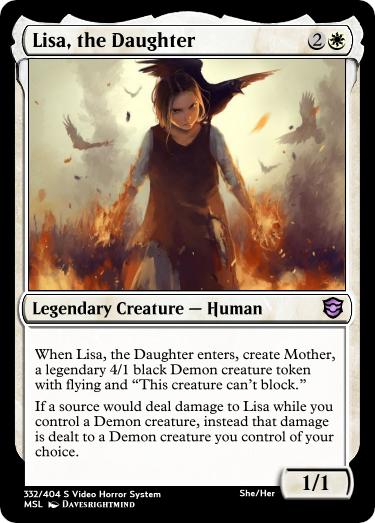 Lisa, the Daughter 2
Legendary Creature — Human
When Lisa, the Daughter enters, create Mother,
a legendary 4/1 black Demon creature token
with flying and “This creature can’t block.”
If a source would deal damage to Lisa while you
control a Demon creature, instead that damage
is dealt to a Demon creature you control of your
choice.
1/1
332/404 S Video Horror System She/Her
MSL DAVESRIGHTMIND